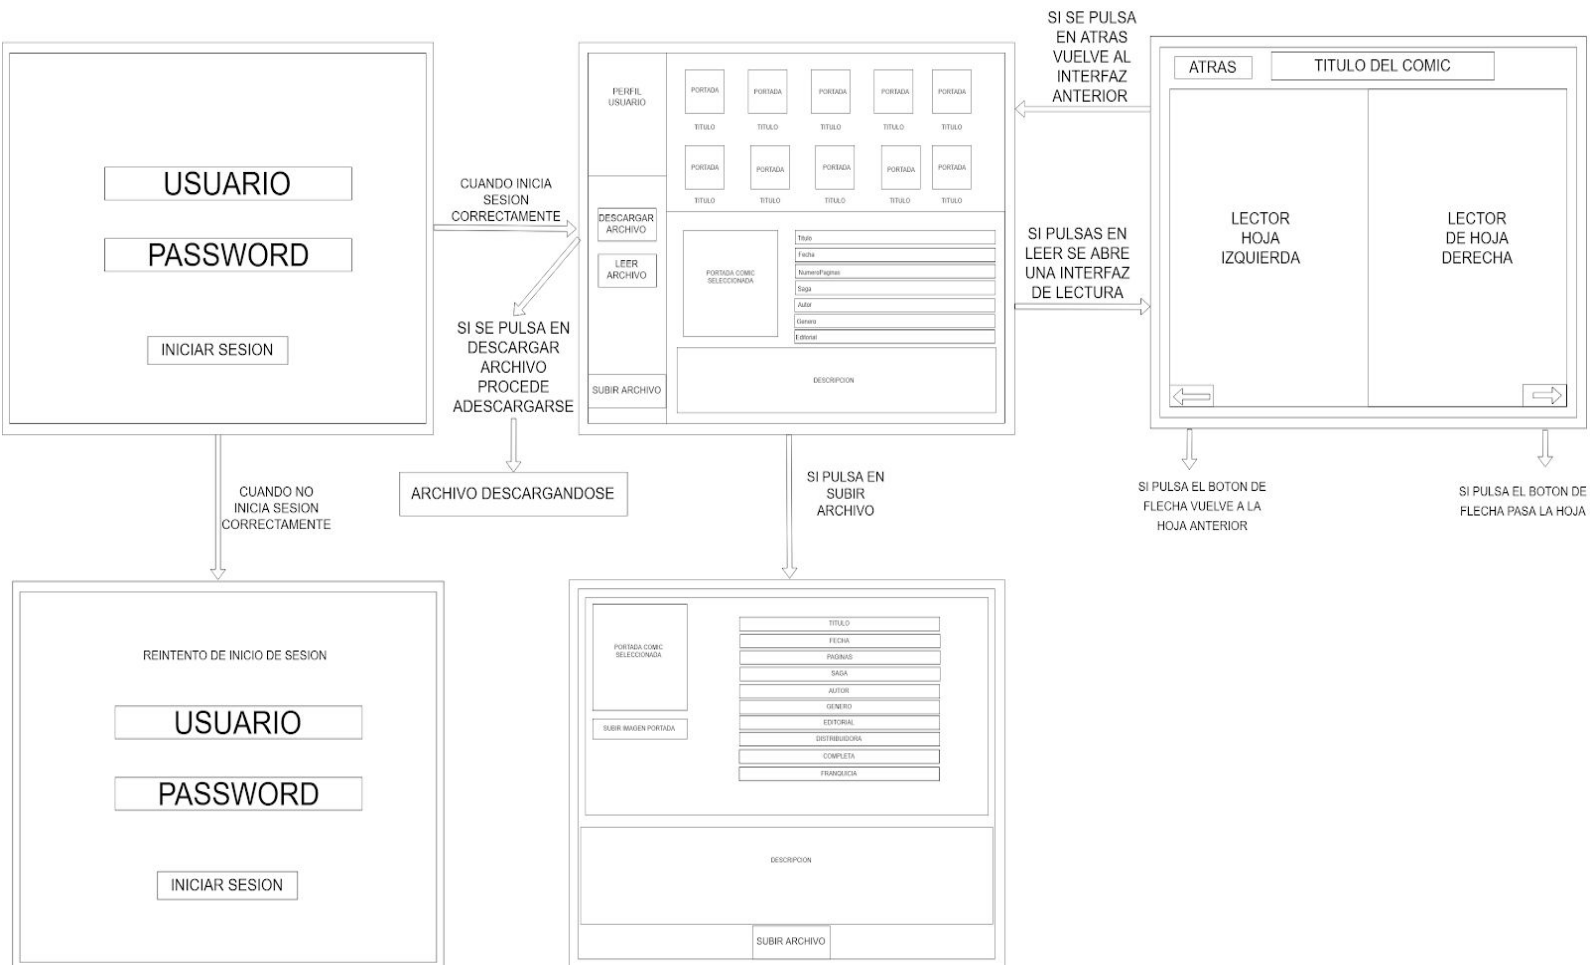 USUARIO
PASSWORD
INICIAR SESION
CUANDO INICIA
SESION
CORRECTAMENTE
CUANDO NO
INICIA SESION
CORRECTAMENTE
REINTENTO DE INICIO DE SESION
USUARIO
PASSWORD
INICIAR SESION
PERFIL
USUARIO
DESCARGAR
ARCHIVO
LEER
ARCHIVO
SUBIR ARCHIVO
PORTADA PORTADA PORTADA PORTADA PORTADA
TITULO TITULO TITULO TITULO TITULO
PORTADA PORTADA PORTADA PORTADA PORTADA
TITULO TITULO TITULO TITULO TITULO
PORTADA COMIC
SELECCIONADA
Titulo
Fecha
NumeroPaginas
Saga
Autor
Genero
Editorial
DESCRIPCION
SI SE PULSA EN
DESCARGAR
ARCHIVO
PROCEDE
ADESCARGARSE
ARCHIVO DESCARGANDOSE
SI PULSA EN
SUBIR
ARCHIVO
PORTADA COMIC
SELECCIONADA
SUBIR IMAGEN PORTADA
TITULO
FECHA
PAGINAS
SAGA
AUTOR
GENERO
EDITORIAL
DISTRIBUIDORA
COMPLETA
FRANQUICIA
DESCRIPCION
SUBIR ARCHIVO
SI SE PULSA
EN ATRAS
VUELVE AL
INTERFAZ
ANTERIOR
SI PULSAS EN
LEER SE ABRE
UNA INTERFAZ
DE LECTURA
ATRAS
TITULO DEL COMIC
LECTOR
HOJA
IZQUIERDA
LECTOR
DE HOJA
DERECHA
SI PULSA EL BOTON DE
FLECHA VUELVE A LA
HOJA ANTERIOR
SI PULSA EL BOTON DE
FLECHA PASA LA HOJA